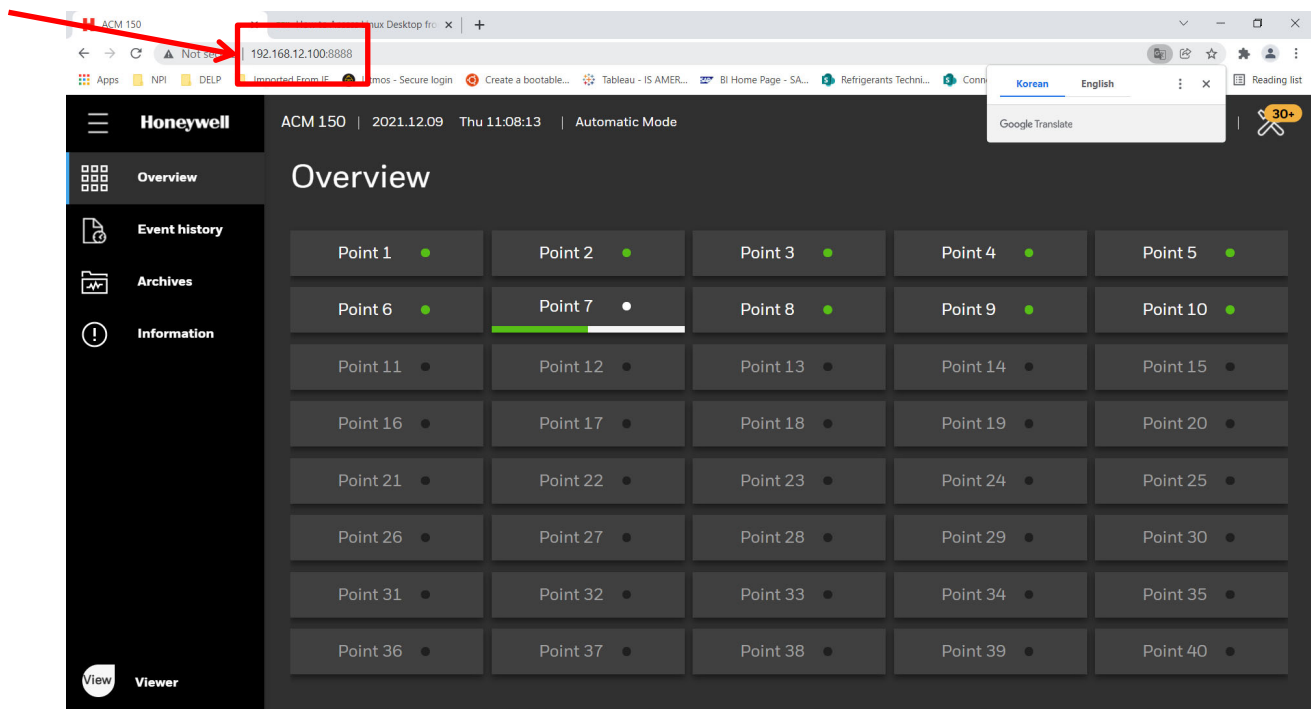 ACM 150
Linux Desktop fro
192.168.12.100:8888
Apps NPI DELP Imported From IE - Secure login Create a bootable... Tableau - IS AMER... BI Home Page - SA... Refrigerants Techni... Conn Reading list
Korean English
Google Translate
Honeywell ACM 150 | 2021.12.09 Thu 11:08:13 | Automatic Mode 30+
Overview
Overview
Event history
Archives
Information
Point 1 Point 2 Point 3 Point 4 Point 5
Point 6 Point 7 Point 8 Point 9 Point 10
Point 11 Point 12 Point 13 Point 14 Point 15
Point 16 Point 17 Point 18 Point 19 Point 20
Point 21 Point 22 Point 23 Point 24 Point 25
Point 26 Point 27 Point 28 Point 29 Point 30
Point 31 Point 32 Point 33 Point 34 Point 35
Point 36 Point 37 Point 38 Point 39 Point 40
View Viewer